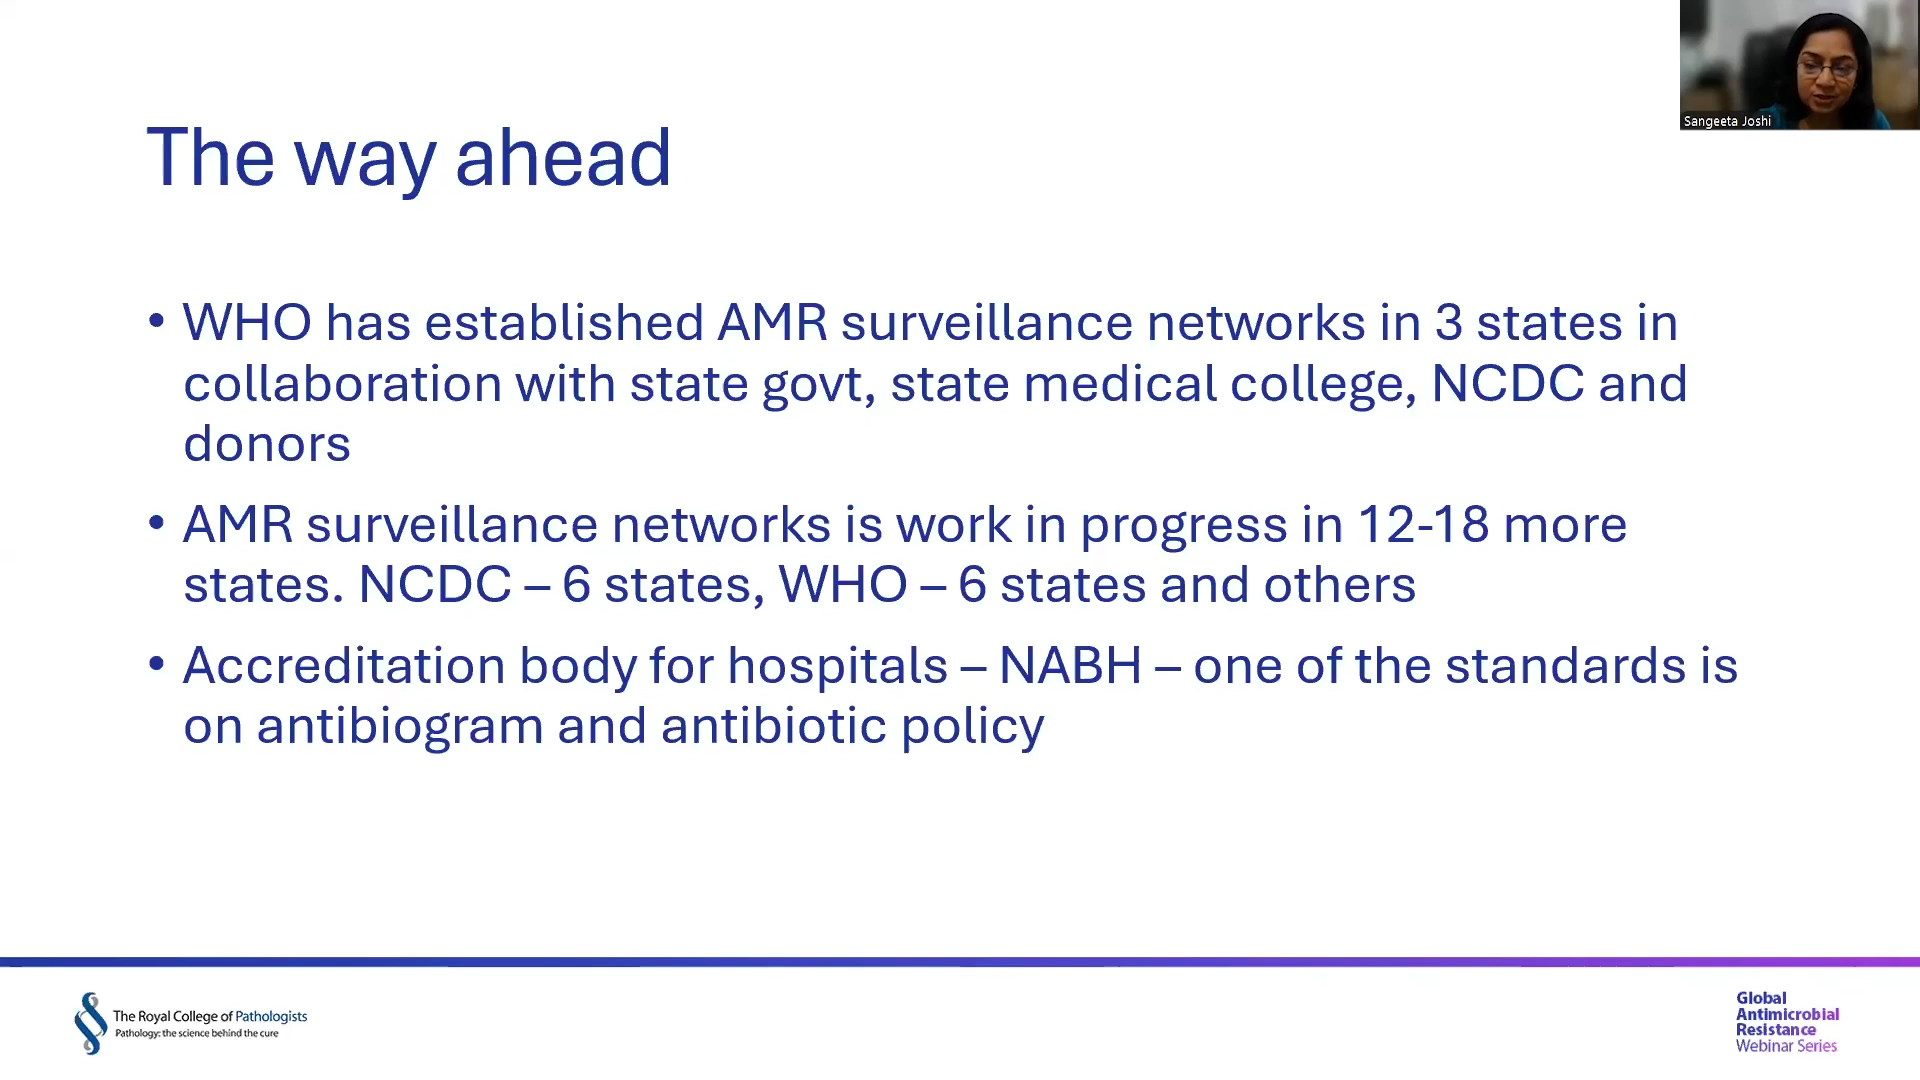 Sangeeta Joshi
The way ahead
• WHO has established AMR surveillance networks in 3 states in
collaboration with state govt, state medical college, NCDC and
donors
• AMR surveillance networks is work in progress in 12-18 more
states. NCDC – 6 states, WHO – 6 states and others
• Accreditation body for hospitals – NABH – one of the standards is
on antibiogram and antibiotic policy
The Royal College of Pathologists
Pathology: the science behind the cure
Global
Antimicrobial
Resistance
Webinar Series